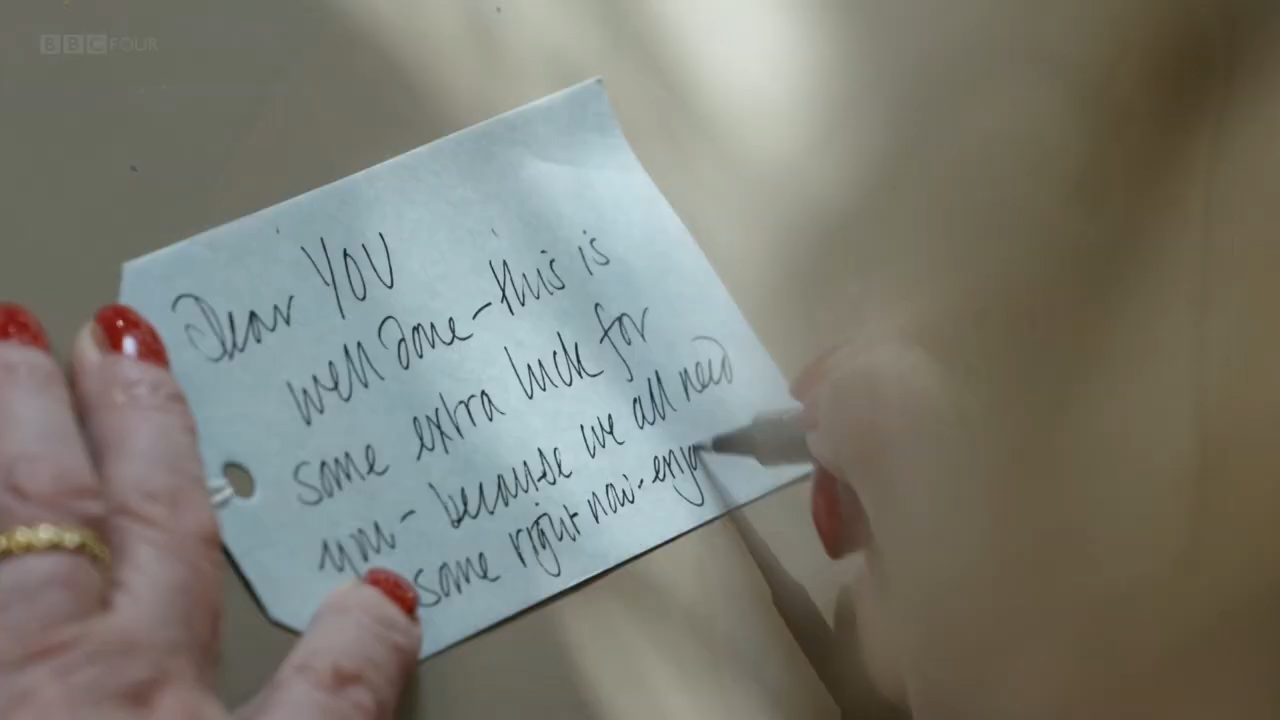 BBC FOUR
Dear YOU
well done - this is
some extra luck for
you - because we all need
some right now - enjo